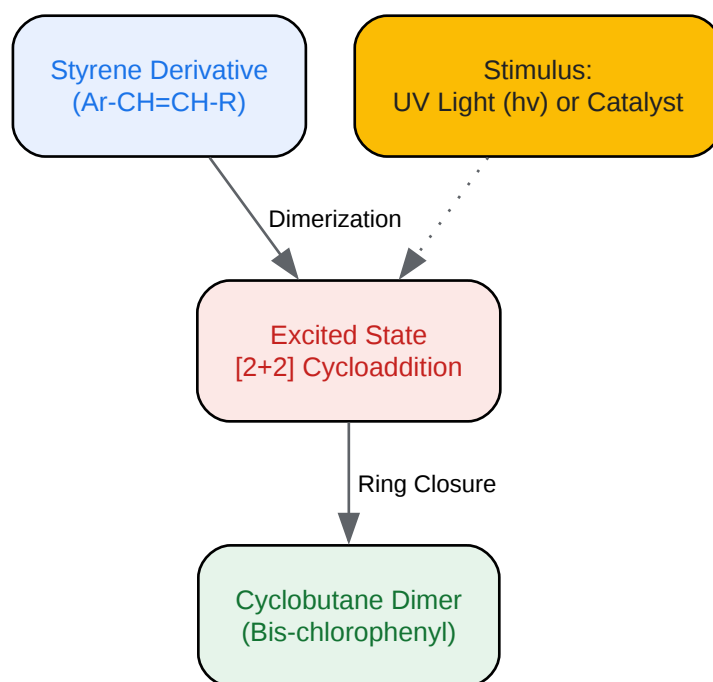 Styrene Derivative
(Ar-CH=CH-R)
Stimulus:
UV Light (hv) or Catalyst
Dimerization
Excited State
[2+2] Cycloaddition
Ring Closure
Cyclobutane Dimer
(Bis-chlorophenyl)